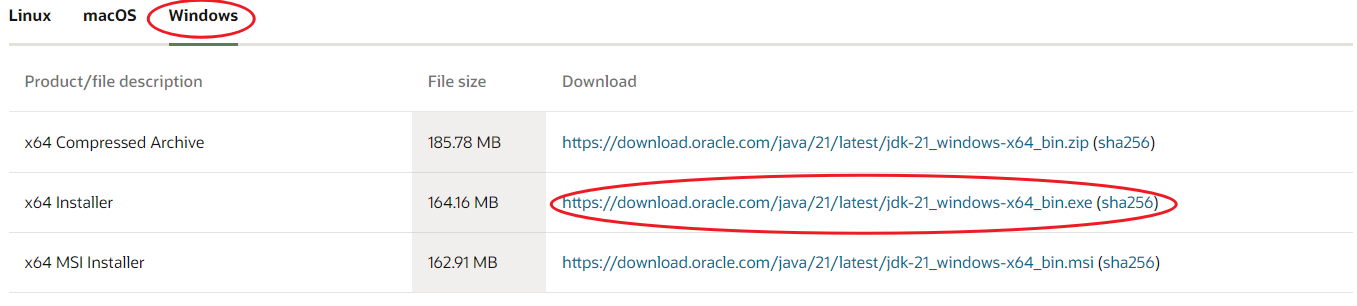 Linux macOS Windows
Product/file description File size Download
x64 Compressed Archive 185.78 MB https://download.oracle.com/java/21/latest/jdk-21_windows-x64_bin.zip (sha256)
x64 Installer 164.16 MB https://download.oracle.com/java/21/latest/jdk-21_windows-x64_bin.exe (sha256)
x64 MSI Installer 162.91 MB https://download.oracle.com/java/21/latest/jdk-21_windows-x64_bin.msi (sha256)